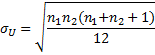 σ_U = √(n₁n₂(n₁+n₂ + 1)/12)